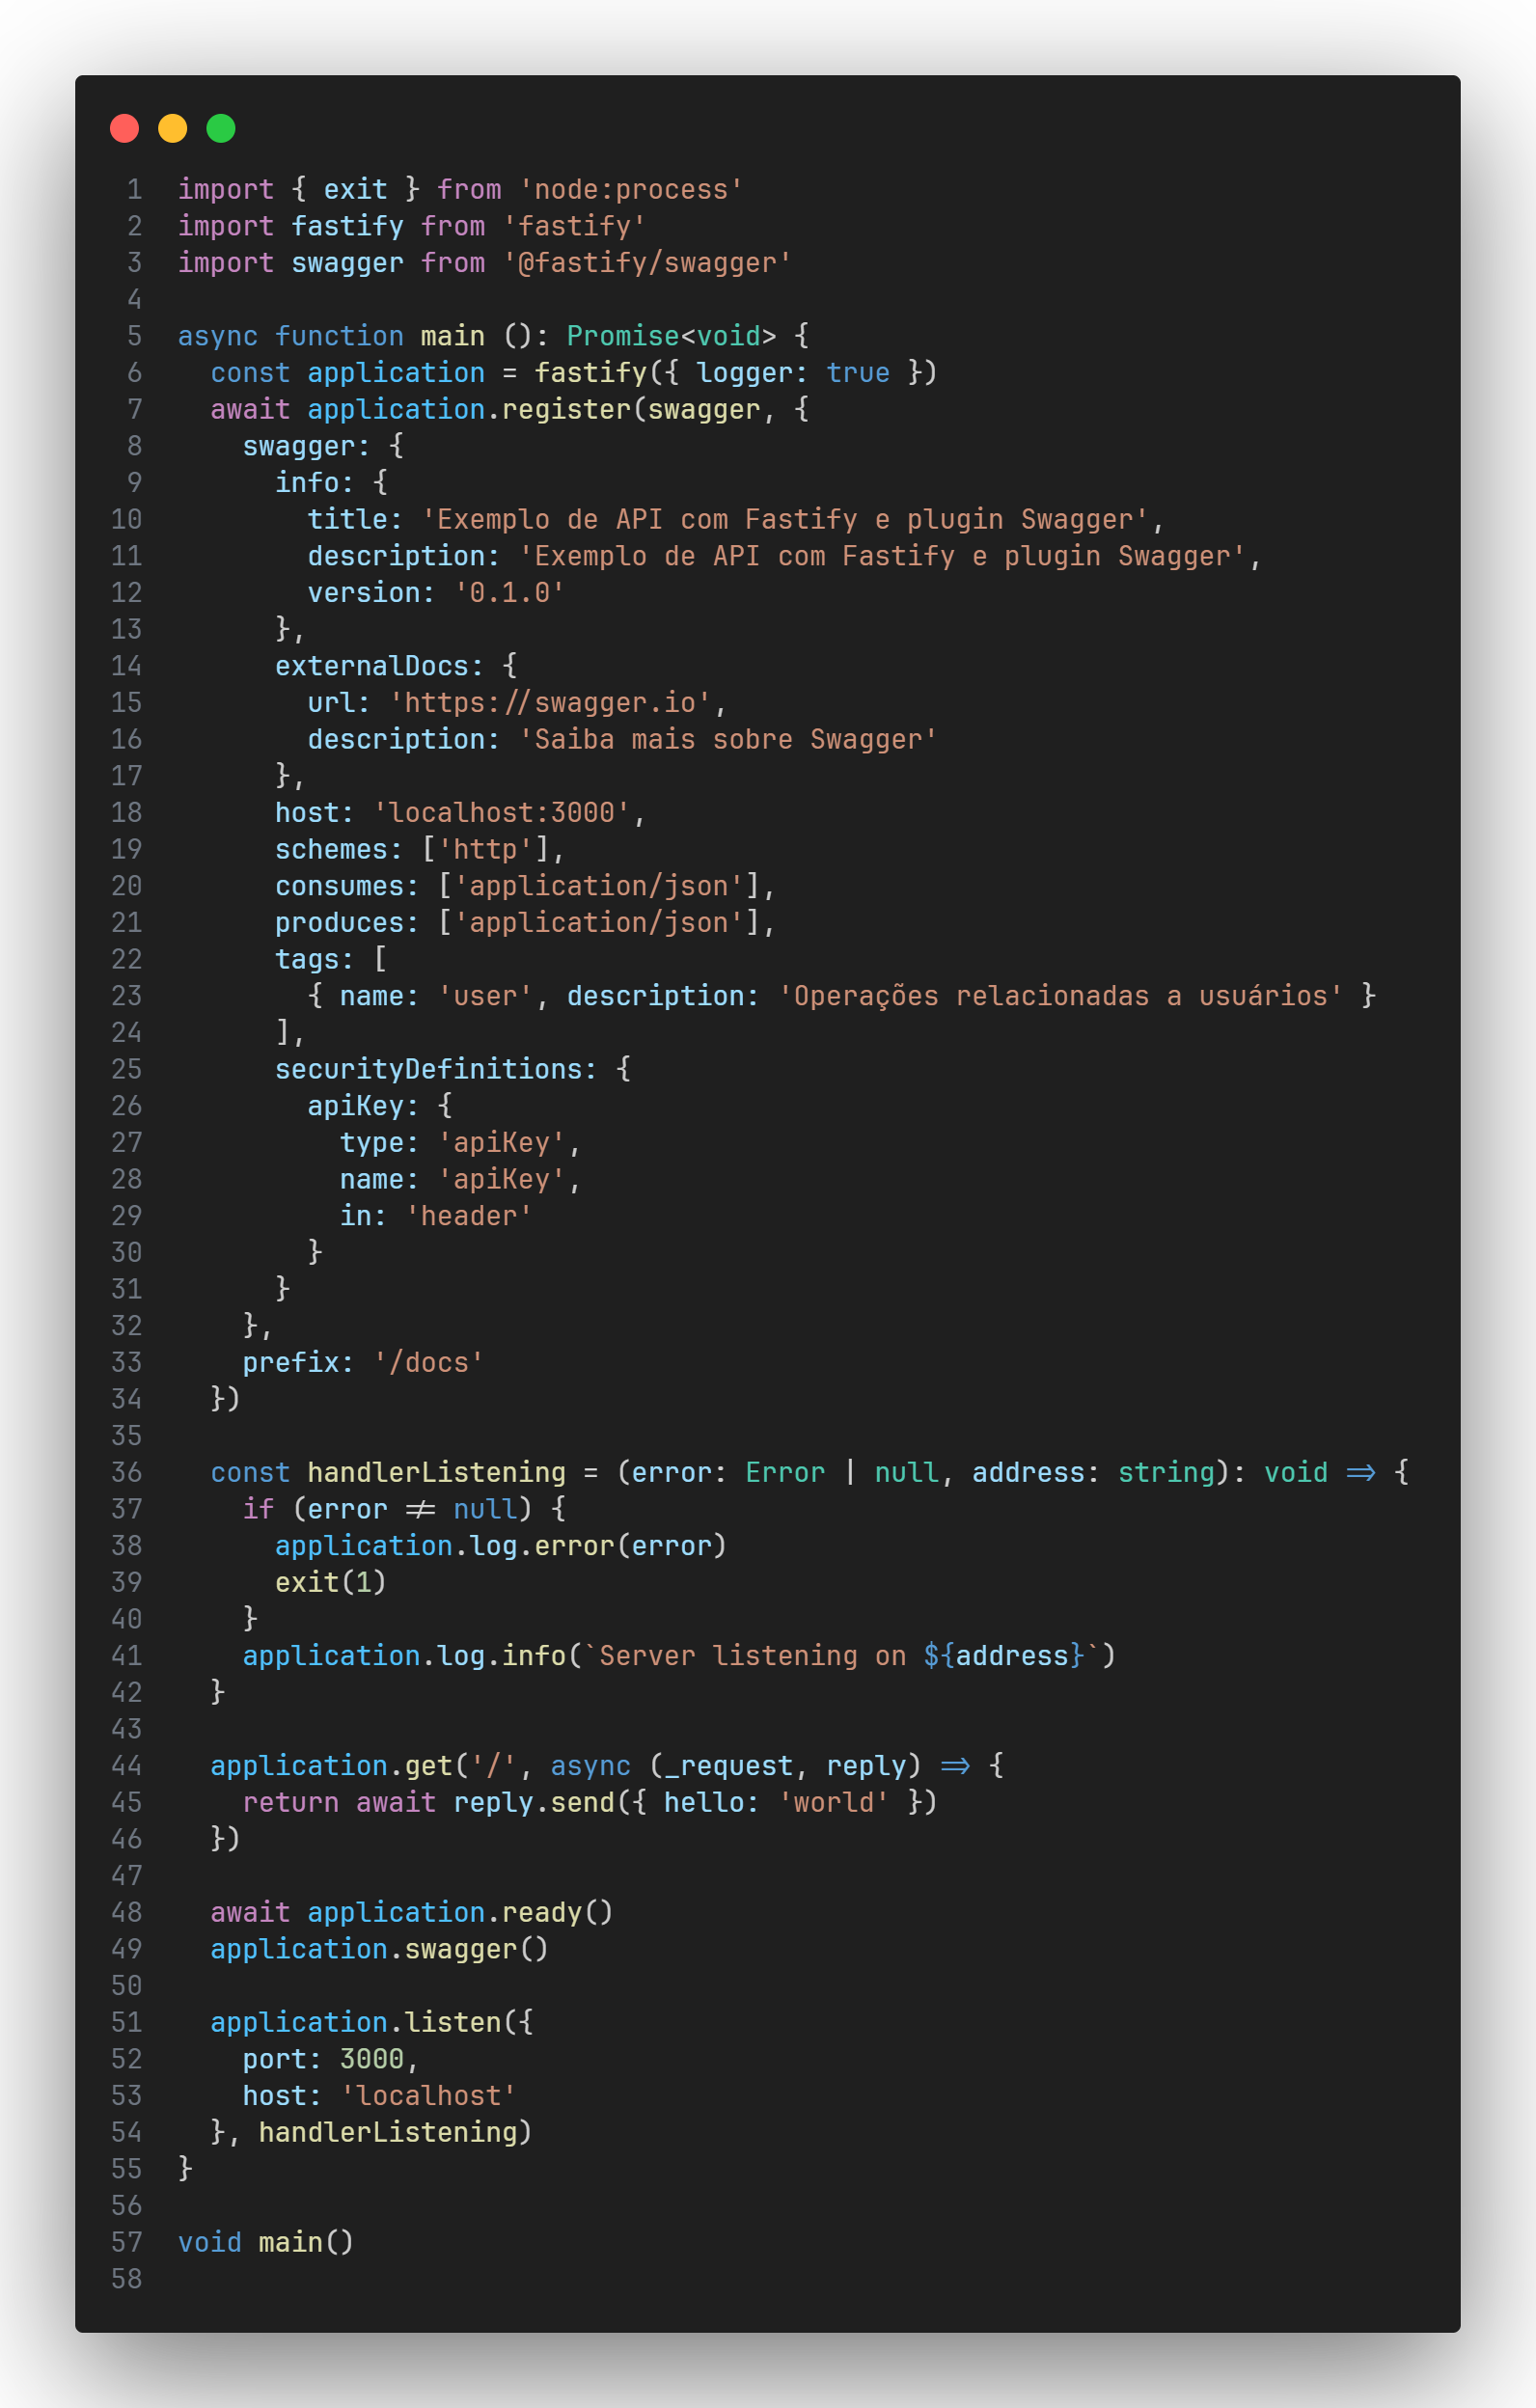 1 import { exit } from 'node:process'
2 import fastify from 'fastify'
3 import swagger from '@fastify/swagger'
4
5 async function main (): Promise<void> {
6   const application = fastify({ logger: true })
7   await application.register(swagger, {
8     swagger: {
9       info: {
10         title: 'Exemplo de API com Fastify e plugin Swagger',
11         description: 'Exemplo de API com Fastify e plugin Swagger',
12         version: '0.1.0'
13       },
14       externalDocs: {
15         url: 'https://swagger.io',
16         description: 'Saiba mais sobre Swagger'
17       },
18       host: 'localhost:3000',
19       schemes: ['http'],
20       consumes: ['application/json'],
21       produces: ['application/json'],
22       tags: [
23         { name: 'user', description: 'Operações relacionadas a usuários' }
24       ],
25       securityDefinitions: {
26         apiKey: {
27           type: 'apiKey',
28           name: 'apiKey',
29           in: 'header'
30         }
31       }
32     },
33     prefix: '/docs'
34   })
35
36   const handlerListening = (error: Error | null, address: string): void => {
37     if (error != null) {
38       application.log.error(error)
39       exit(1)
40     }
41     application.log.info(`Server listening on ${address}`)
42   }
43
44   application.get('/', async (_request, reply) => {
45     return await reply.send({ hello: 'world' })
46   })
47
48   await application.ready()
49   application.swagger()
50
51   application.listen({
52     port: 3000,
53     host: 'localhost'
54   }, handlerListening)
55 }
56
57 void main()
58